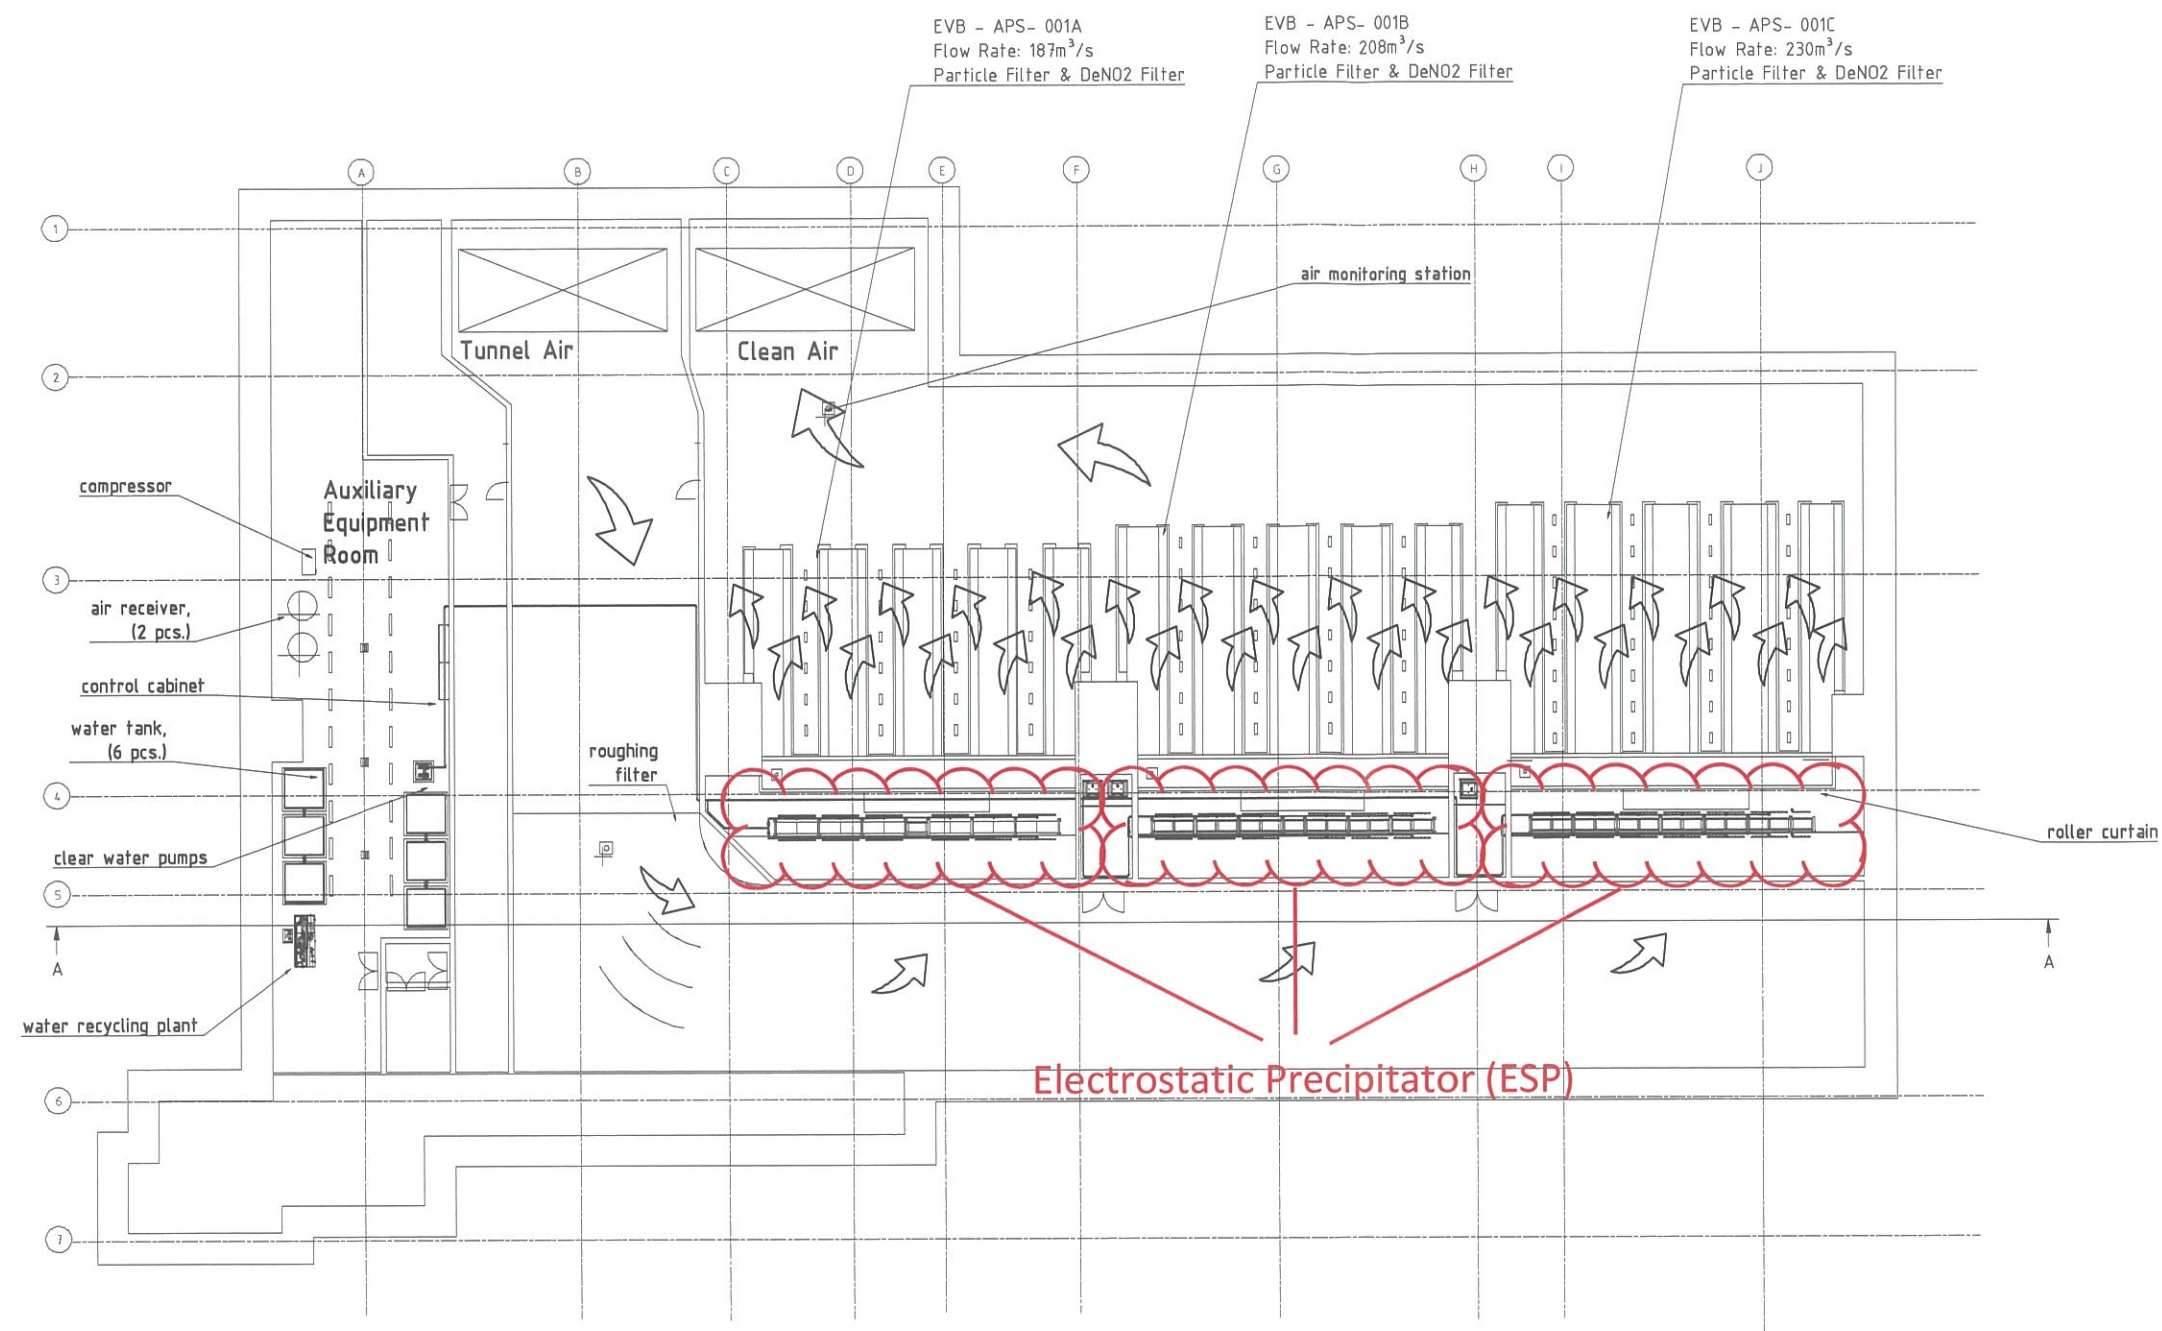 EVB - APS- 001A
Flow Rate: 187m³/s
Particle Filter & DeNO2 Filter
EVB - APS- 001B
Flow Rate: 208m³/s
Particle Filter & DeNO2 Filter
EVB - APS- 001C
Flow Rate: 230m³/s
Particle Filter & DeNO2 Filter
A
B
C
D
E
F
G
H
I
J
1
air monitoring station
Tunnel Air
Clean Air
2
compressor
Auxiliary
Equipment
Room
3
air receiver,
(2 pcs.)
control cabinet
water tank,
(6 pcs.)
roughing
filter
4
roller curtain
clear water pumps
5
A
A
water recycling plant
Electrostatic Precipitator (ESP)
6
7